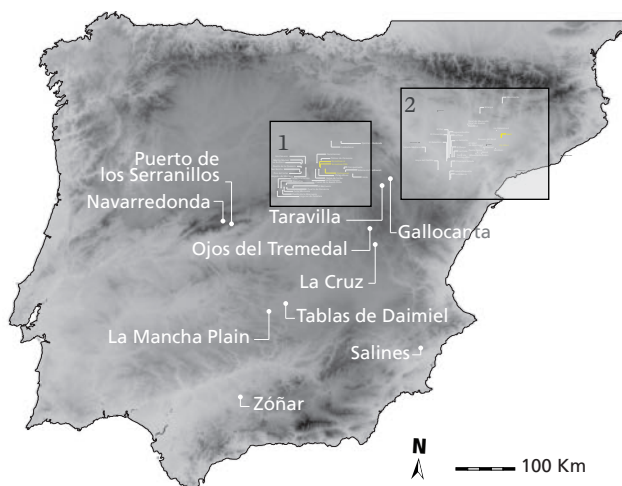 2
1
Puerto de
los Serranillos
Navarredonda
Taravilla
Gallocanta
Ojos del Tremedal
La Cruz
Tablas de Daimiel
La Mancha Plain
Salines
Zóñar
N
100 Km